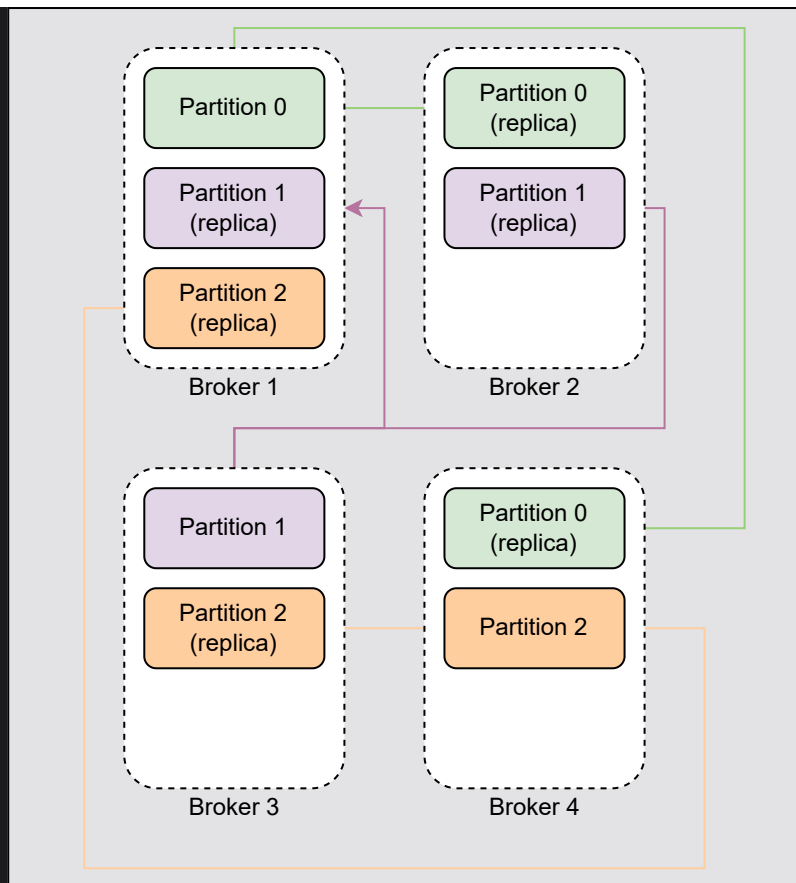 Partition 0
Partition 1
(replica)
Partition 2
(replica)
Broker 1
Partition 0
(replica)
Partition 1
(replica)
Broker 2
Partition 1
Partition 2
(replica)
Broker 3
Partition 0
(replica)
Partition 2
Broker 4